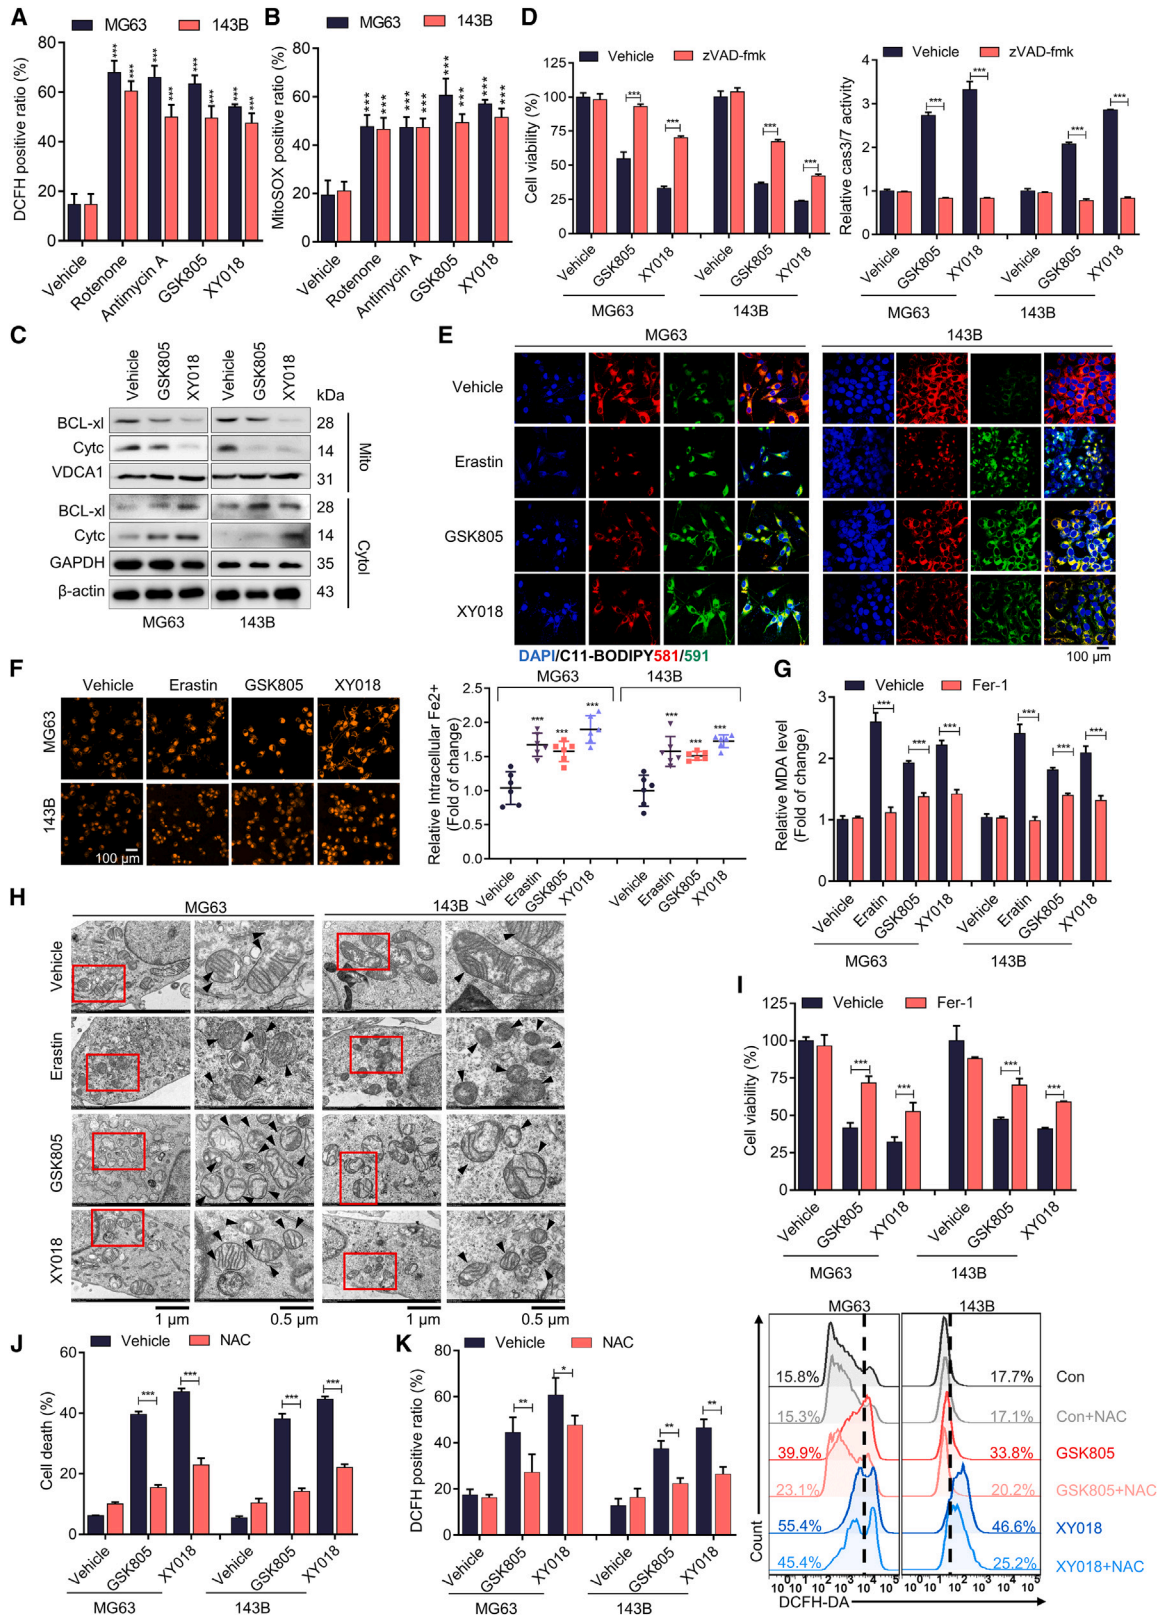 A
MG63
143B
DCFH positive ratio (%)
80
60
40
20
0
***
***
***
***
***
***
***
***
Vehicle
Rotenone
Antimycin A
GSK805
XY018
B
MG63
143B
MitoSOX positive ratio (%)
80
60
40
20
0
***
***
***
***
***
***
***
***
Vehicle
Rotenone
Antimycin A
GSK805
XY018
D
Vehicle
zVAD-fmk
Cell viability (%)
125
100
75
50
25
0
***
***
***
***
Vehicle
GSK805
XY018
Vehicle
GSK805
XY018
MG63
143B
Vehicle
zVAD-fmk
Relative cas3/7 activity
4
3
2
1
0
***
***
***
***
Vehicle
GSK805
XY018
Vehicle
GSK805
XY018
MG63
143B
C
Vehicle
GSK805
XY018
Vehicle
GSK805
XY018
kDa
BCL-xl
28
Cytc
14
VDCA1
31
Mito
BCL-xl
28
Cytc
14
GAPDH
35
β-actin
43
Cytol
MG63
143B
E
MG63
143B
Vehicle
Erastin
GSK805
XY018
DAPI/C11-BODIPY581/591
100 μm
F
Vehicle
Erastin
GSK805
XY018
MG63
143B
100 μm
Relative Intracellular Fe2+
(Fold of change)
2.5
2.0
1.5
1.0
0.5
0.0
MG63
143B
***
***
***
***
***
***
Vehicle
Erastin
GSK805
XY018
Vehicle
Erastin
GSK805
XY018
G
Vehicle
Fer-1
Relative MDA level
(Fold of change)
3
2
1
0
***
***
***
***
***
***
Vehicle
Eratin
GSK805
XY018
Vehicle
Eratin
GSK805
XY018
MG63
143B
H
MG63
143B
Vehicle
Erastin
GSK805
XY018
1 μm
0.5 μm
1 μm
0.5 μm
I
Vehicle
Fer-1
Cell viability (%)
125
100
75
50
25
0
***
***
***
***
Vehicle
GSK805
XY018
Vehicle
GSK805
XY018
MG63
143B
J
Vehicle
NAC
Cell death (%)
60
40
20
0
***
***
***
***
Vehicle
GSK805
XY018
Vehicle
GSK805
XY018
MG63
143B
K
Vehicle
NAC
DCFH positive ratio (%)
80
60
40
20
0
**
*
**
**
Vehicle
GSK805
XY018
Vehicle
GSK805
XY018
MG63
143B
MG63
143B
15.8%
17.7%
Con
15.3%
17.1%
Con+NAC
39.9%
33.8%
GSK805
23.1%
20.2%
GSK805+NAC
55.4%
46.6%
XY018
45.4%
25.2%
XY018+NAC
Count
DCFH-DA